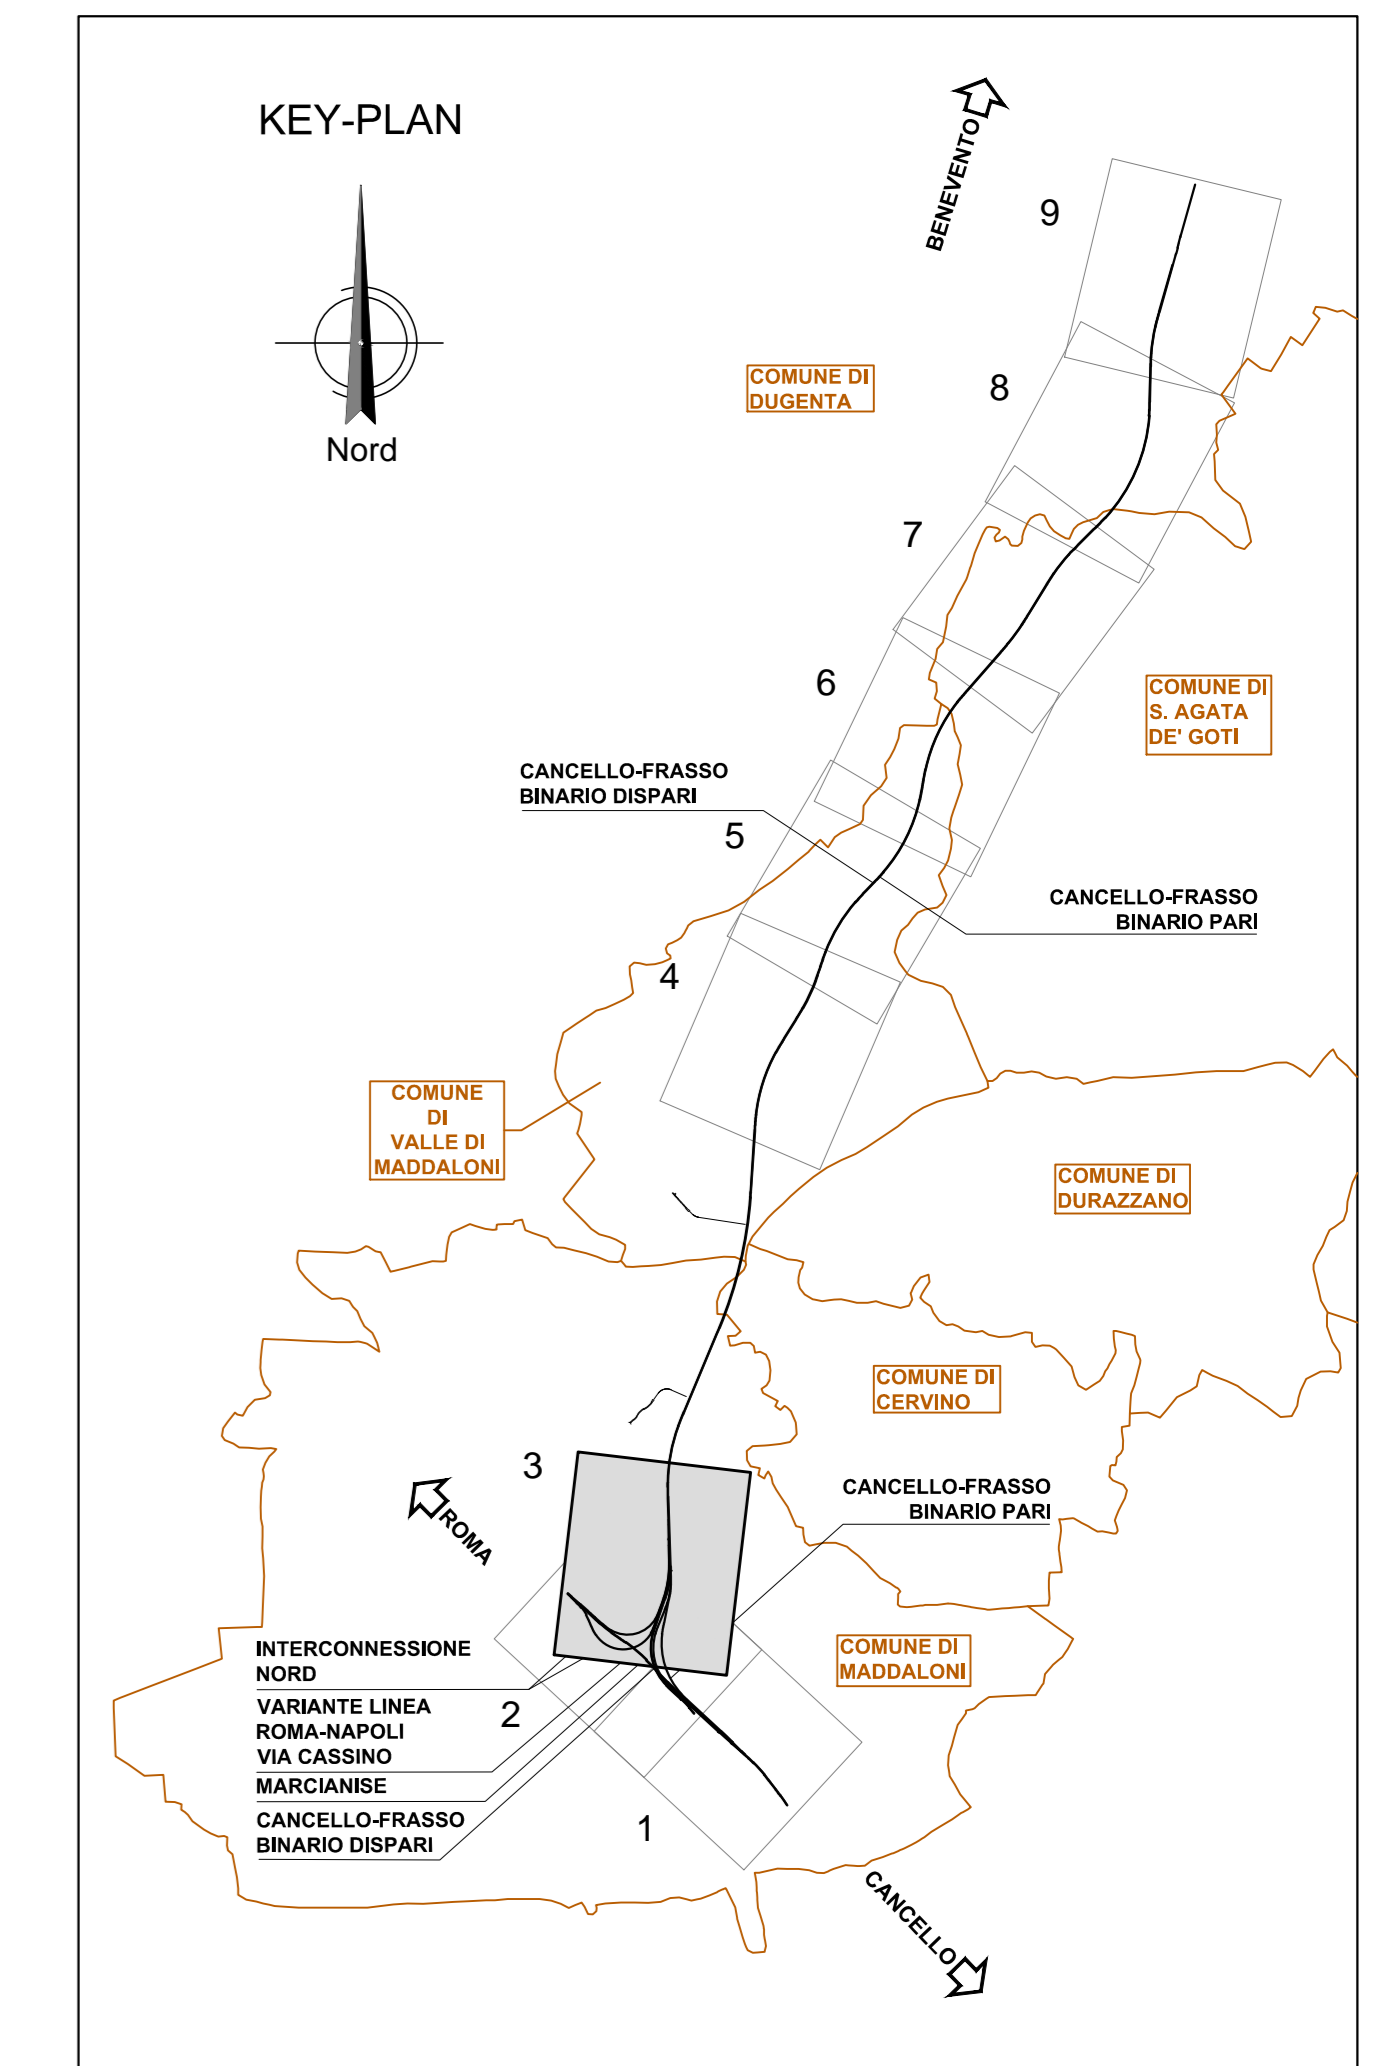 KEY-PLAN
Nord
BENEVENTO
9
COMUNE DI
DUGENTA
8
7
6
COMUNE DI
S. AGATA
DE' GOTI
CANCELLO-FRASSO
BINARIO DISPARI
5
CANCELLO-FRASSO
BINARIO PARI
4
COMUNE
DI
VALLE DI
MADDALONI
COMUNE DI
DURAZZANO
COMUNE DI
CERVINO
3
CANCELLO-FRASSO
BINARIO PARI
ROMA
COMUNE DI
MADDALONI
INTERCONNESSIONE
NORD
VARIANTE LINEA
ROMA-NAPOLI
VIA CASSINO
2
MARCIANISE
CANCELLO-FRASSO
BINARIO DISPARI
1
CANCELLO